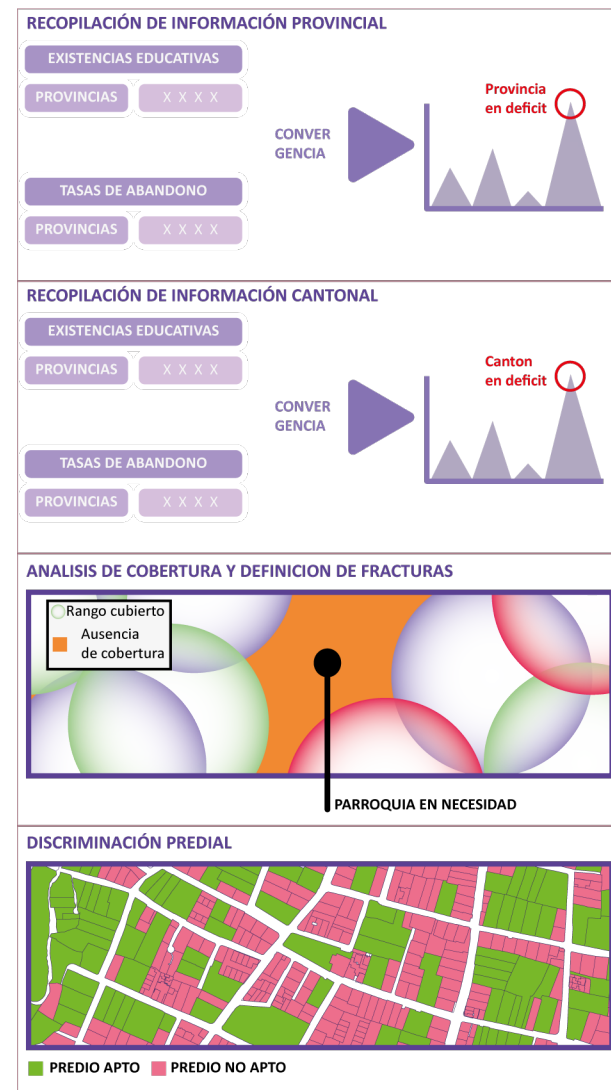 RECOPILACIÓN DE INFORMACIÓN PROVINCIAL
EXISTENCIAS EDUCATIVAS
PROVINCIAS
X X X X
TASAS DE ABANDONO
PROVINCIAS
X X X X
CONVER
GENCIA
Provincia
en deficit
RECOPILACIÓN DE INFORMACIÓN CANTONAL
EXISTENCIAS EDUCATIVAS
PROVINCIAS
X X X X
TASAS DE ABANDONO
PROVINCIAS
X X X X
CONVER
GENCIA
Canton
en deficit
ANALISIS DE COBERTURA Y DEFINICION DE FRACTURAS
Rango cubierto
Ausencia
de cobertura
PARROQUIA EN NECESIDAD
DISCRIMINACIÓN PREDIAL
PREDIO APTO
PREDIO NO APTO